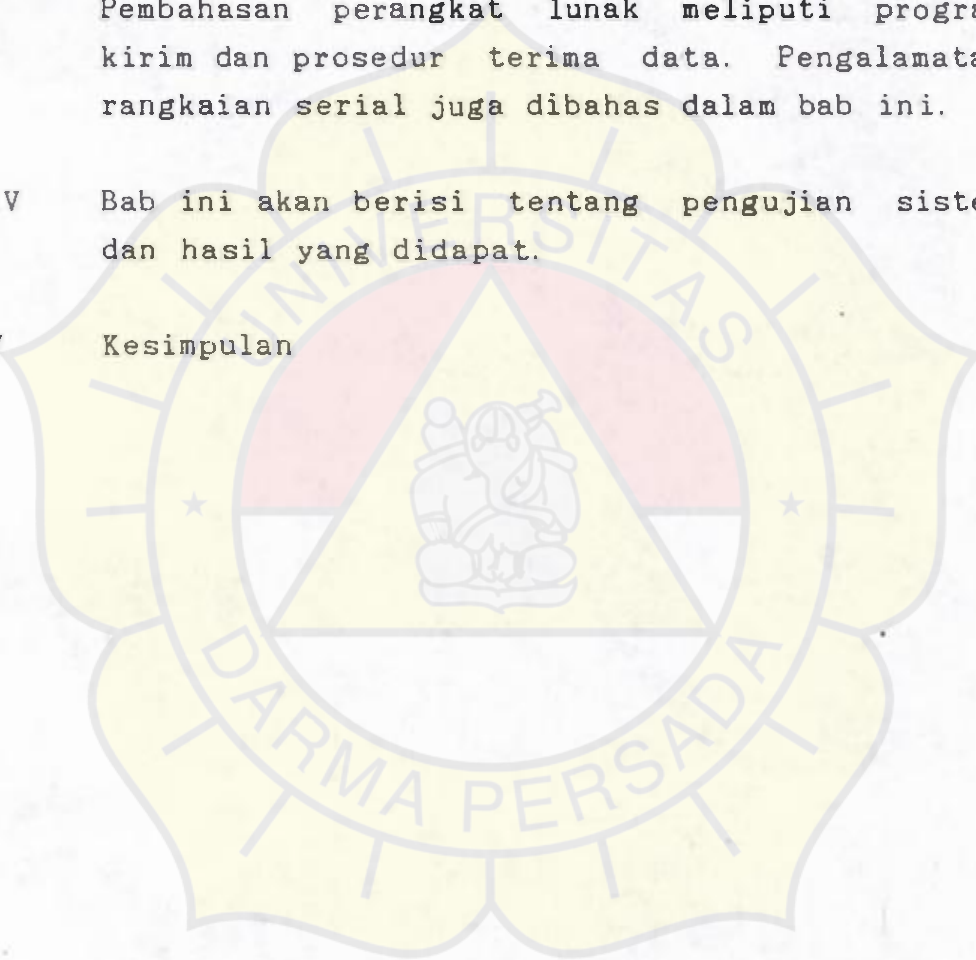 Pembahasan perangkat lunak meliputi progra
kirim dan prosedur terima data. Pengalamata
rangkaian serial juga dibahas dalam bab ini.
V Bab ini akan berisi tentang pengujian siste
dan hasil yang didapat.
Kesimpulan
UNIVERSITAS
DARMA PERSADA